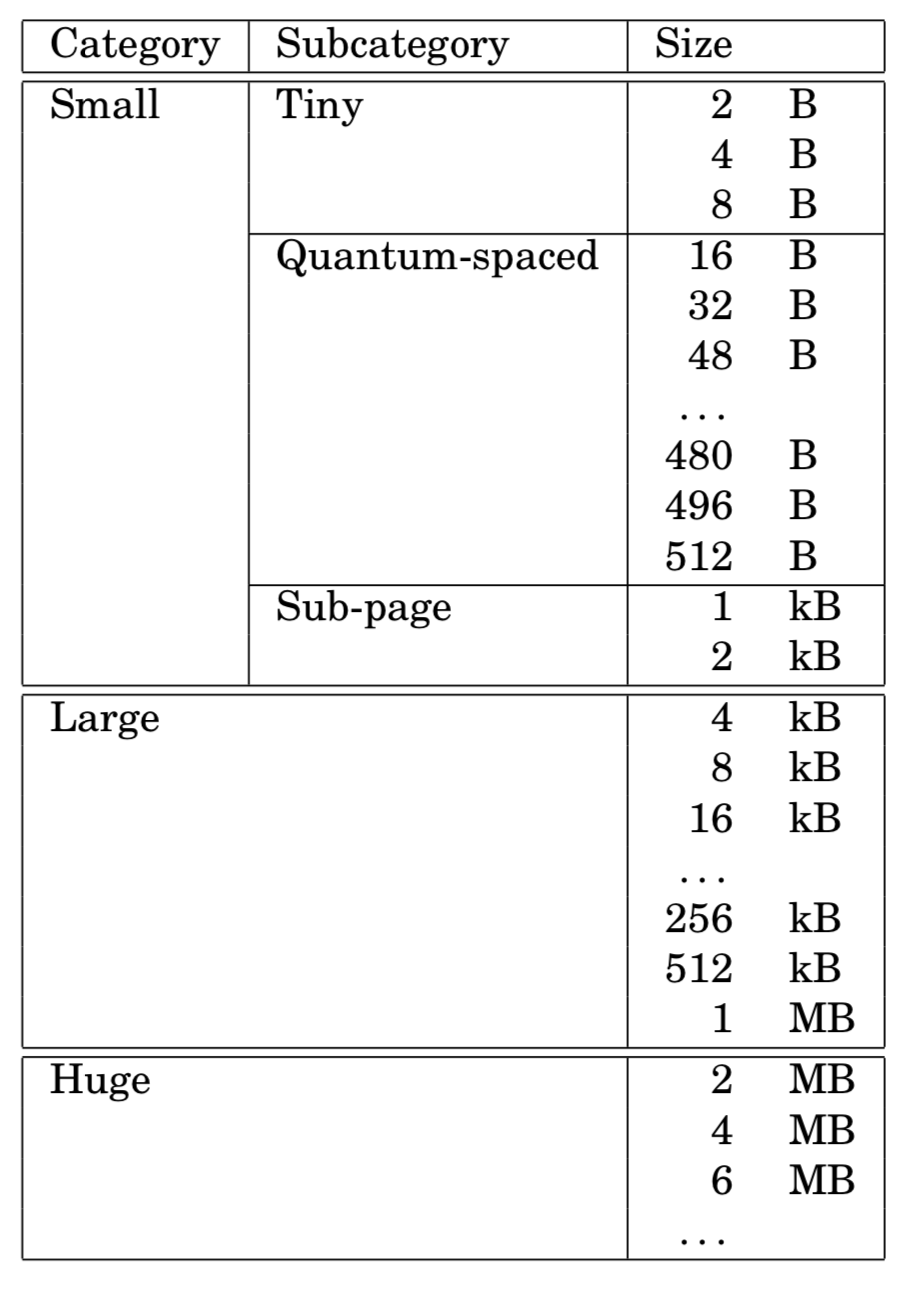 Category Subcategory Size
Small Tiny 2 B
4 B
8 B
Quantum-spaced 16 B
32 B
48 B
...
480 B
496 B
512 B
Sub-page 1 kB
2 kB
Large 4 kB
8 kB
16 kB
...
256 kB
512 kB
1 MB
Huge 2 MB
4 MB
6 MB
...